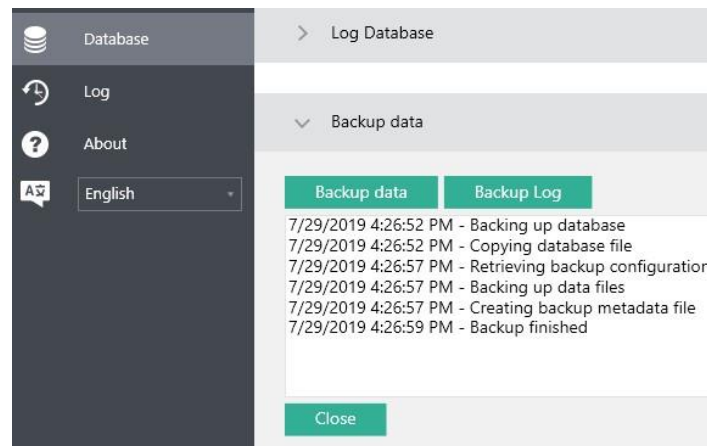 Database
Log
About
English
Log Database
Backup data
Backup data Backup Log
7/29/2019 4:26:52 PM - Backing up database
7/29/2019 4:26:52 PM - Copying database file
7/29/2019 4:26:57 PM - Retrieving backup configuration
7/29/2019 4:26:57 PM - Backing up data files
7/29/2019 4:26:57 PM - Creating backup metadata file
7/29/2019 4:26:59 PM - Backup finished
Close